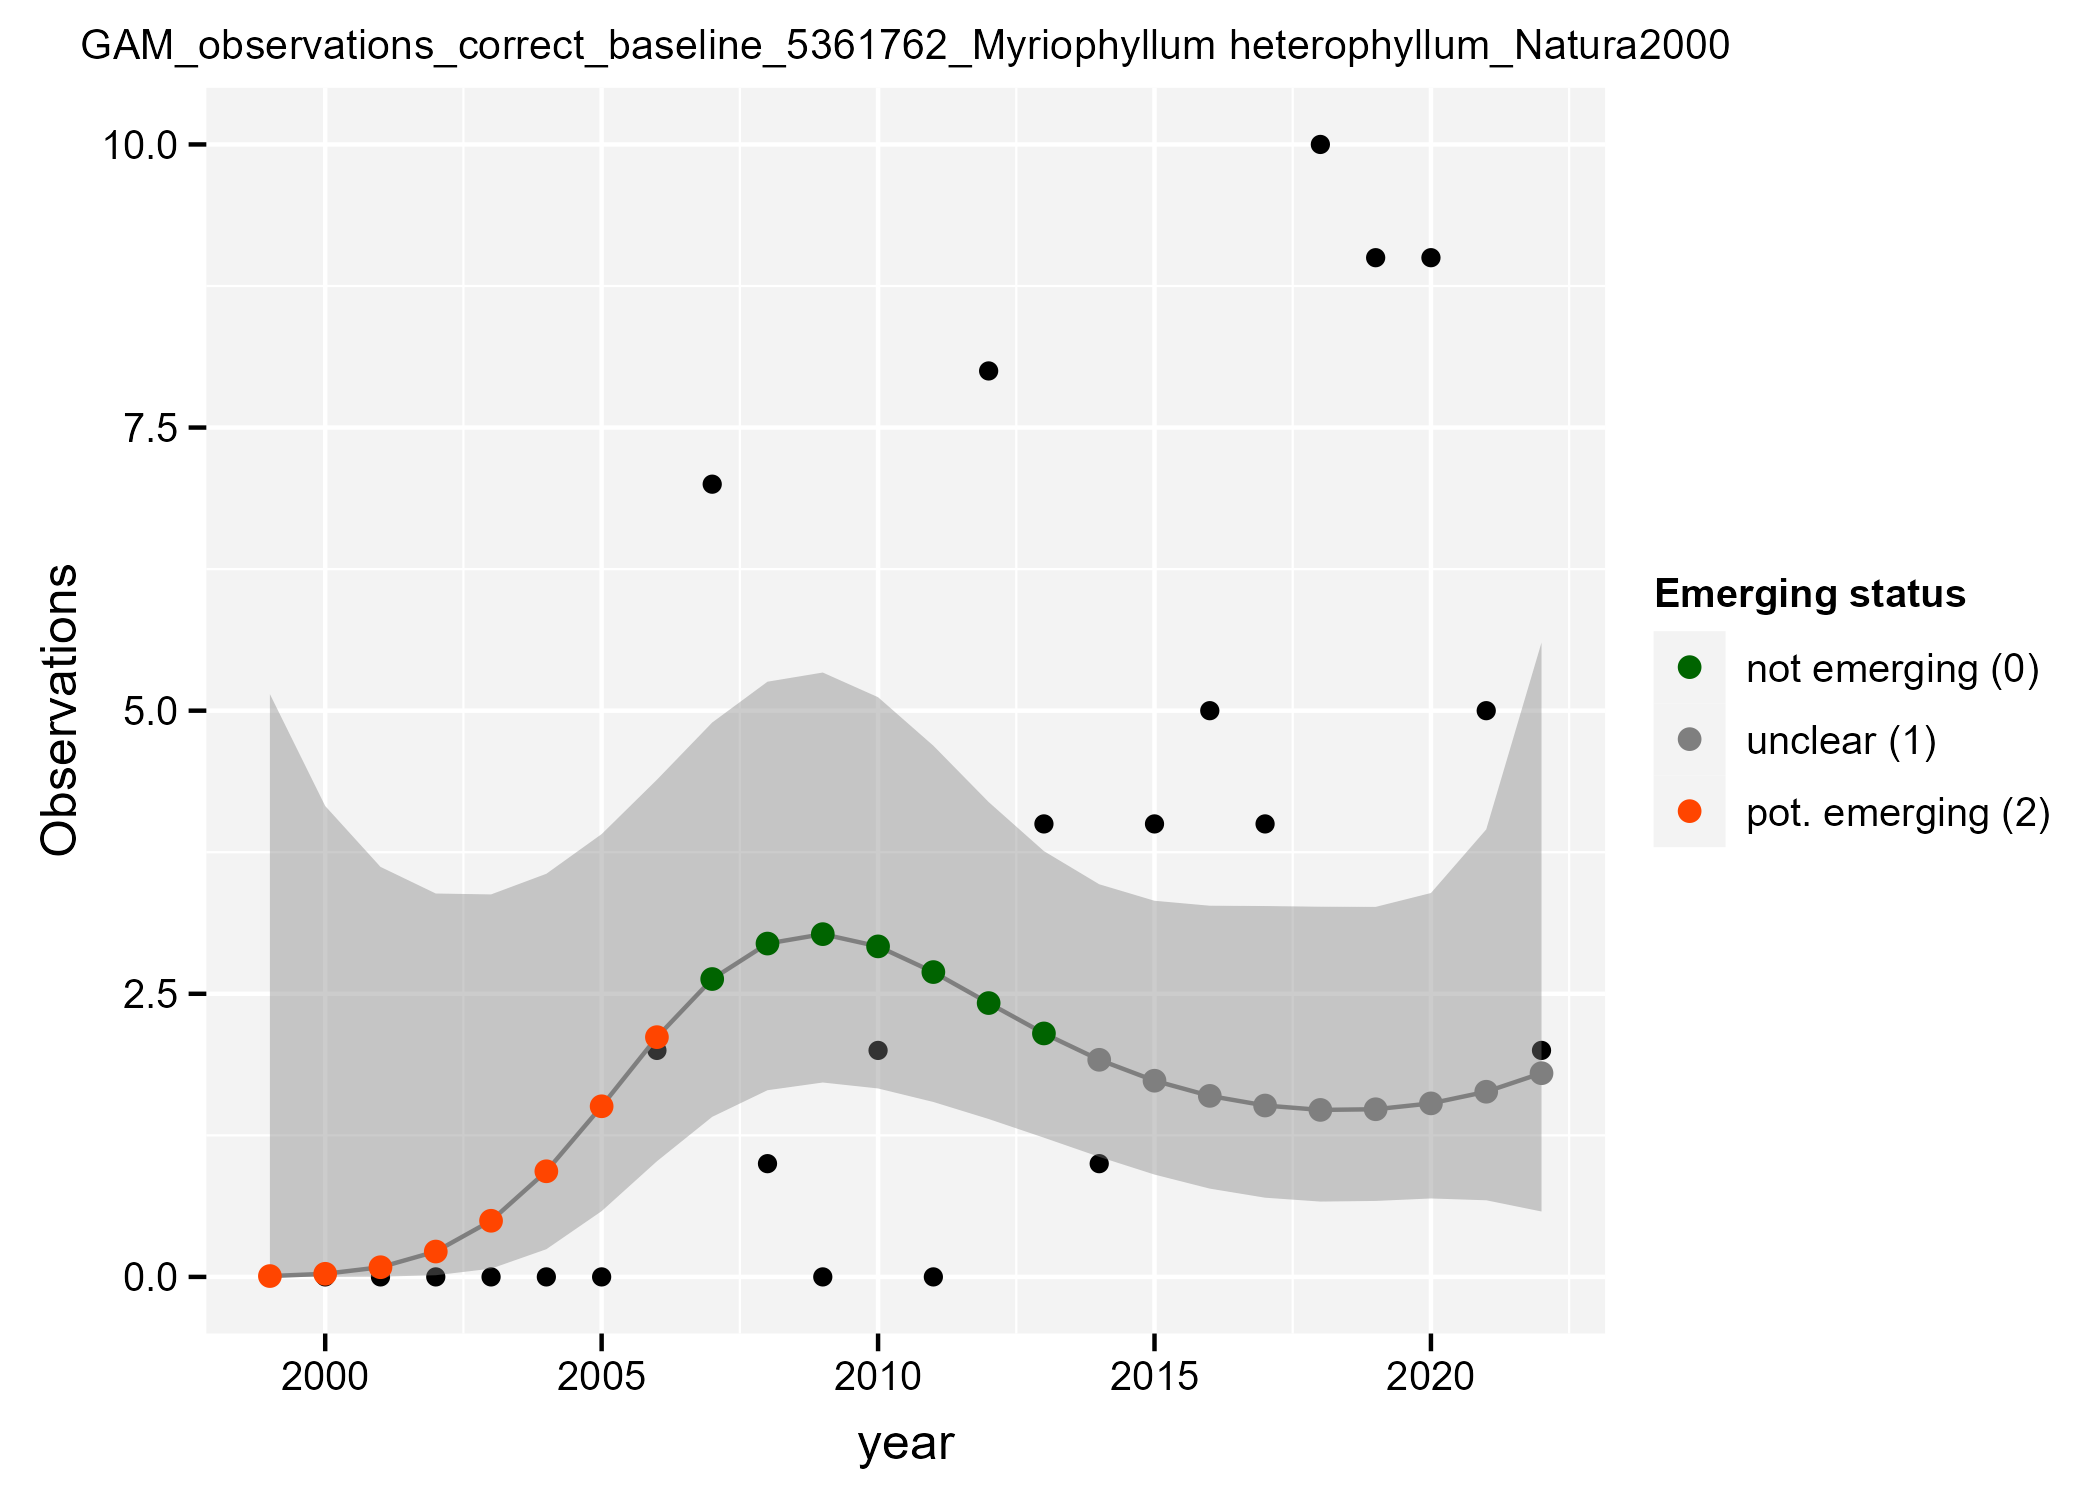 GAM_observations_correct_baseline_5361762_Myriophyllum heterophyllum_Natura2000
10.0
7.5
5.0
2.5
0.0
Observations
2000 2005 2010 2015 2020
year
Emerging status
not emerging (0)
unclear (1)
pot. emerging (2)